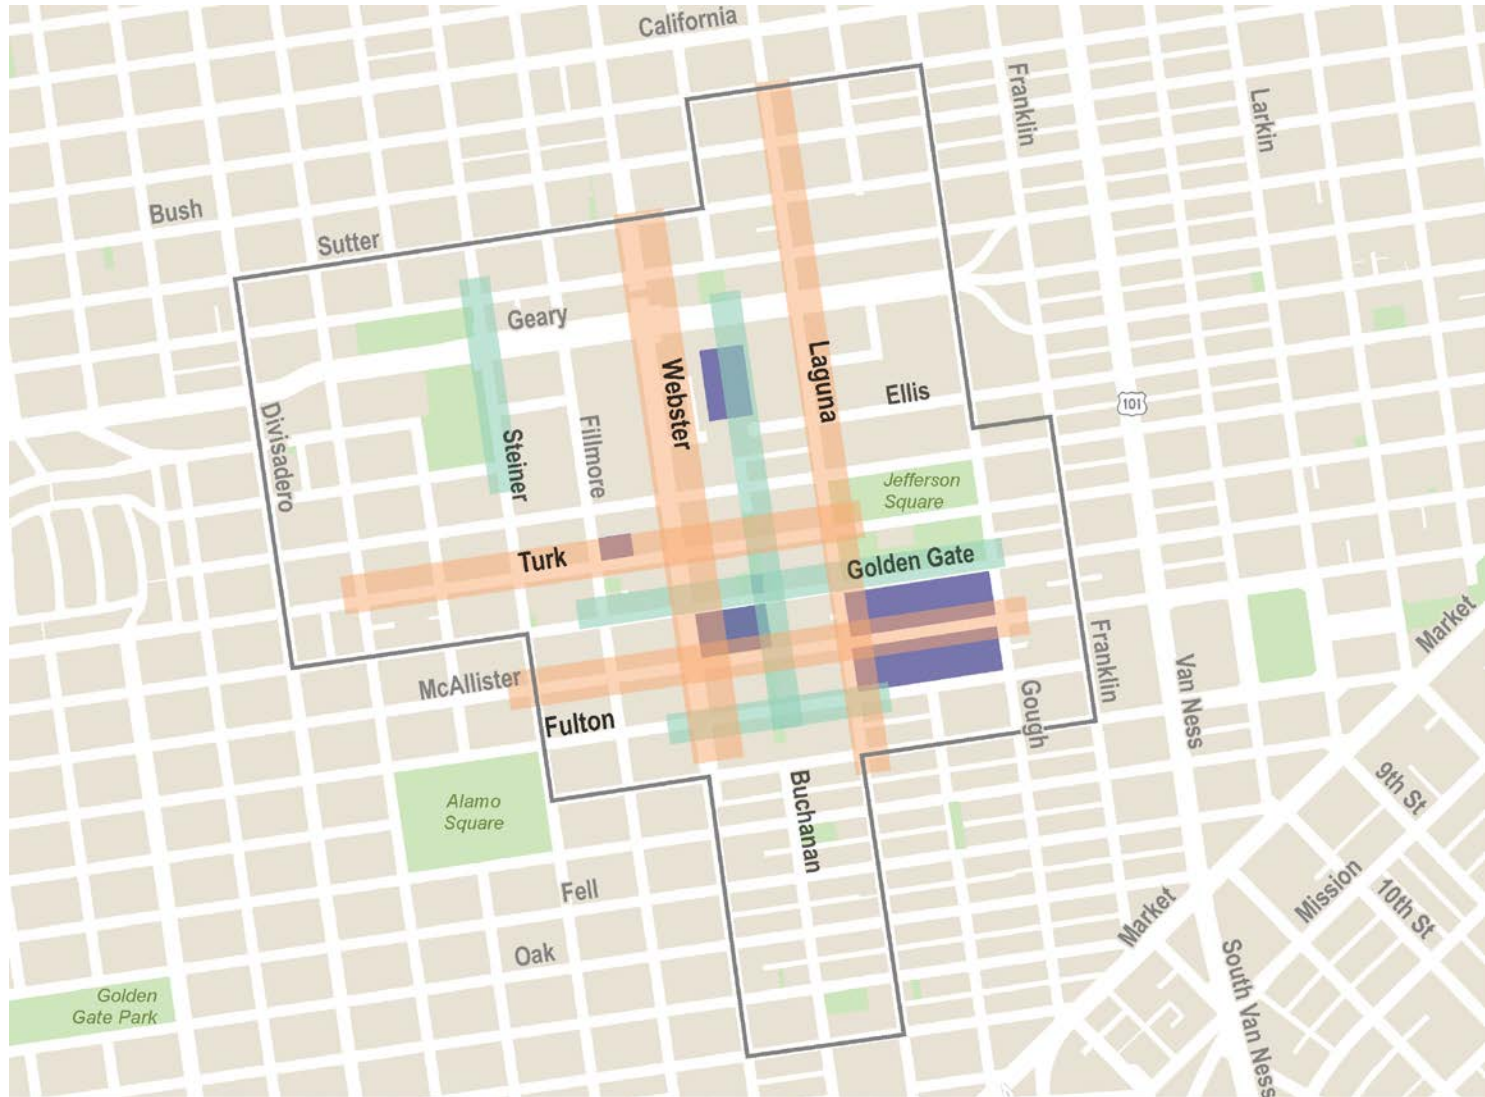 California
Franklin
Larkin
Bush
Sutter
Geary
Webster
Laguna
Ellis
101
Divisadero
Steiner
Fillmore
Jefferson
Square
Turk
Golden Gate
McAllister
Fulton
Franklin
Market
Van Ness
Gough
Alamo
Square
Buchanan
9th St
Fell
Mission
10th St
Market
Oak
Golden
Gate Park
South Van Ness